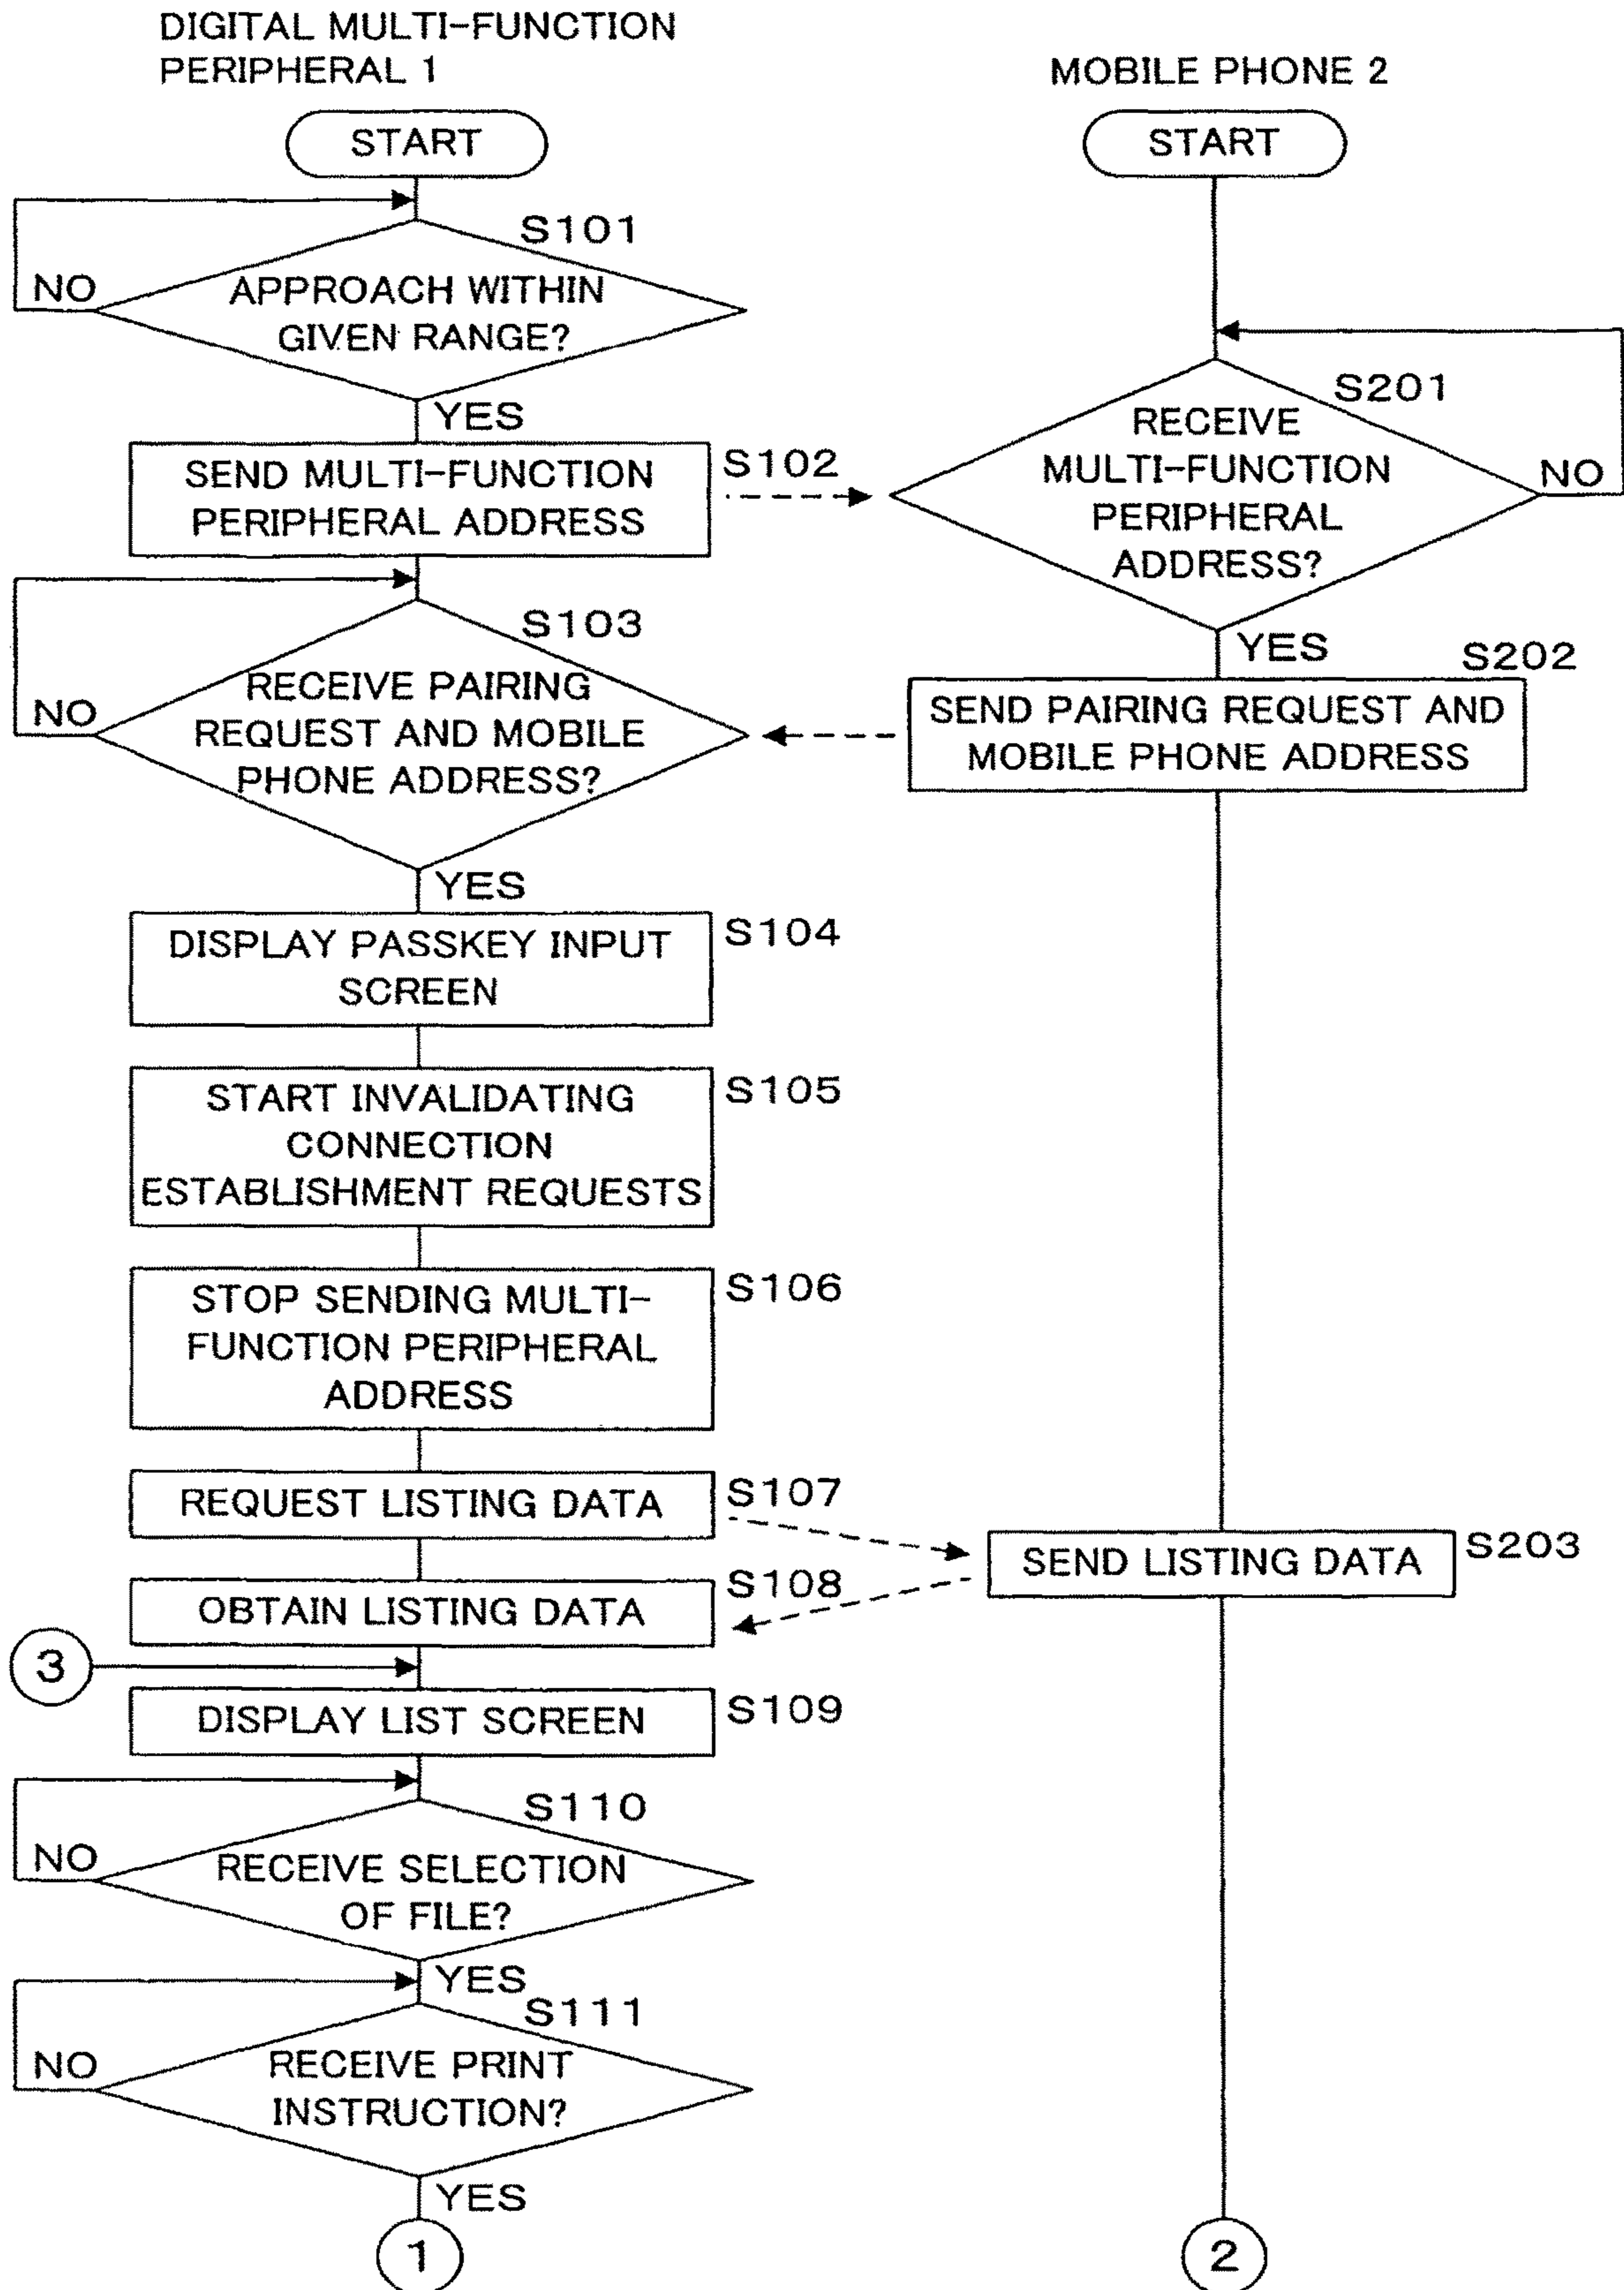 DIGITAL MULTI-FUNCTION
PERIPHERAL 1
MOBILE PHONE 2
START
START
S101
NO
APPROACH WITHIN
GIVEN RANGE?
YES
S201
RECEIVE
MULTI-FUNCTION
PERIPHERAL
ADDRESS?
NO
SEND MULTI-FUNCTION
PERIPHERAL ADDRESS
S102
YES
S103
NO
RECEIVE PAIRING
REQUEST AND MOBILE
PHONE ADDRESS?
S202
SEND PAIRING REQUEST AND
MOBILE PHONE ADDRESS
YES
DISPLAY PASSKEY INPUT
SCREEN
S104
START INVALIDATING
CONNECTION
ESTABLISHMENT REQUESTS
S105
STOP SENDING MULTI-
FUNCTION PERIPHERAL
ADDRESS
S106
REQUEST LISTING DATA
S107
SEND LISTING DATA
S203
OBTAIN LISTING DATA
S108
3
DISPLAY LIST SCREEN
S109
S110
NO
RECEIVE SELECTION
OF FILE?
YES
S111
NO
RECEIVE PRINT
INSTRUCTION?
YES
1
2